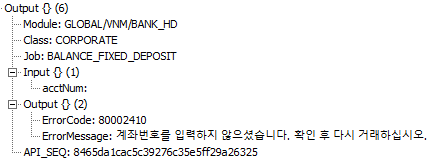 Output {} (6)
Module: GLOBAL/VNM/BANK_HD
Class: CORPORATE
Job: BALANCE_FIXED_DEPOSIT
Input {} (1)
acctNum:
Output {} (2)
ErrorCode: 80002410
ErrorMessage: 계좌번호를 입력하지 않으셨습니다. 확인 후 다시 거래하십시오.
API_SEQ: 8465da1cac5c39276c35e5ff29a26325